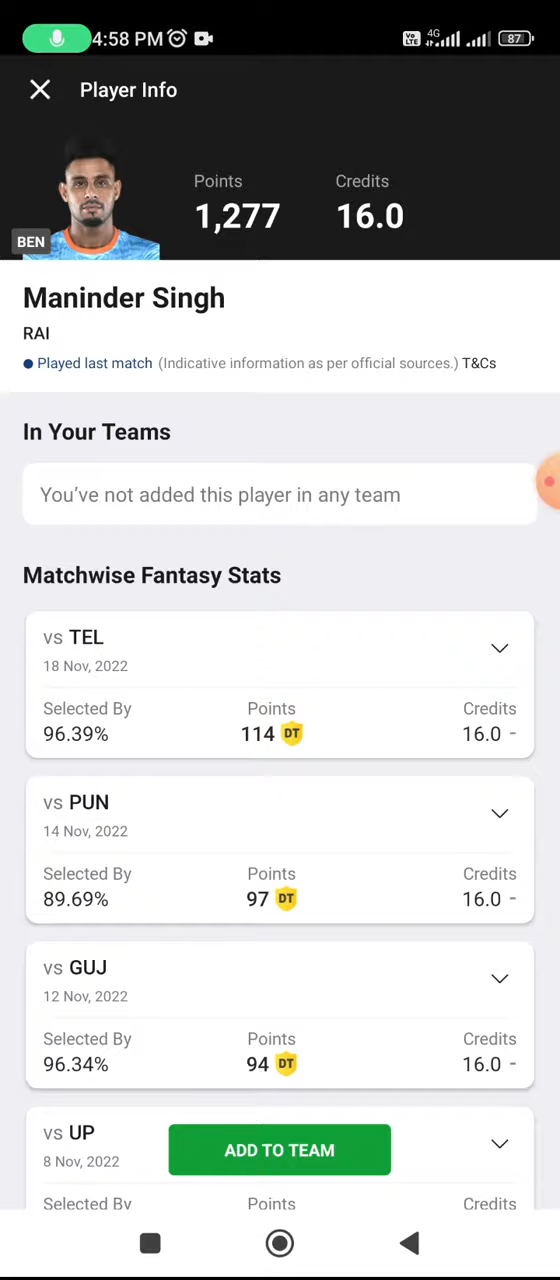 4:58 PM
Vo LTE 4G 87
Player Info
Points Credits
1,277 16.0
BEN
Maninder Singh
RAI
Played last match (Indicative information as per official sources.) T&Cs
In Your Teams
You've not added this player in any team
Matchwise Fantasy Stats
vs TEL
18 Nov, 2022
Selected By Points Credits
96.39% 114 DT 16.0 -
vs PUN
14 Nov, 2022
Selected By Points Credits
89.69% 97 DT 16.0 -
vs GUJ
12 Nov, 2022
Selected By Points Credits
96.34% 94 DT 16.0 -
vs UP
8 Nov, 2022
ADD TO TEAM
Selected By Points Credits